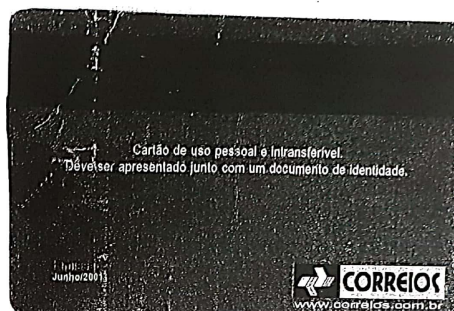 Cartão de uso pessoal e intransferível.
Deve ser apresentado junto com um documento de identidade.
Emissão
Junho/2001
CORREIOS
www.correios.com.br